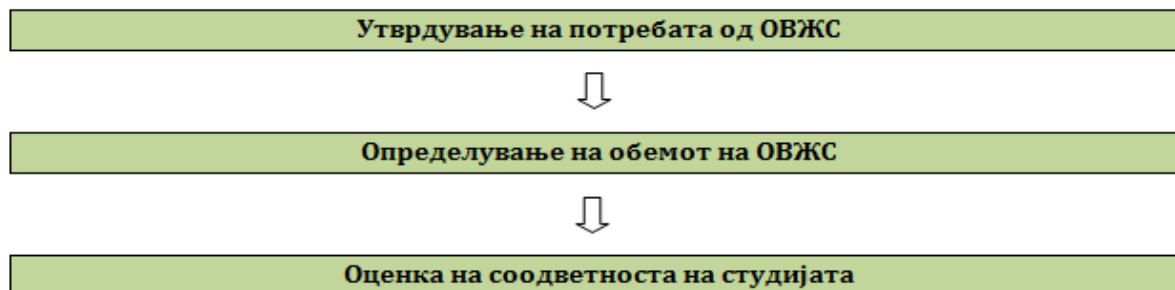 Утврдување на потребата од ОВЖС
Определување на обемот на ОВЖС
Оценка на соодветноста на студијата